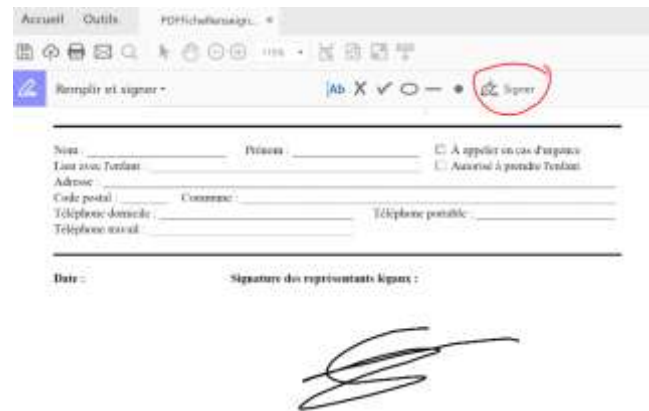 Accueil Outils
Remplir et signer Ab Signer
Nom : Prénom : À appeler en cas d'urgence
Lien avec l'enfant : Autorisé à prendre l'enfant
Adresse :
Code postal : Commune :
Téléphone domicile : Téléphone portable :
Téléphone travail :
Date : Signature des représentants légaux :